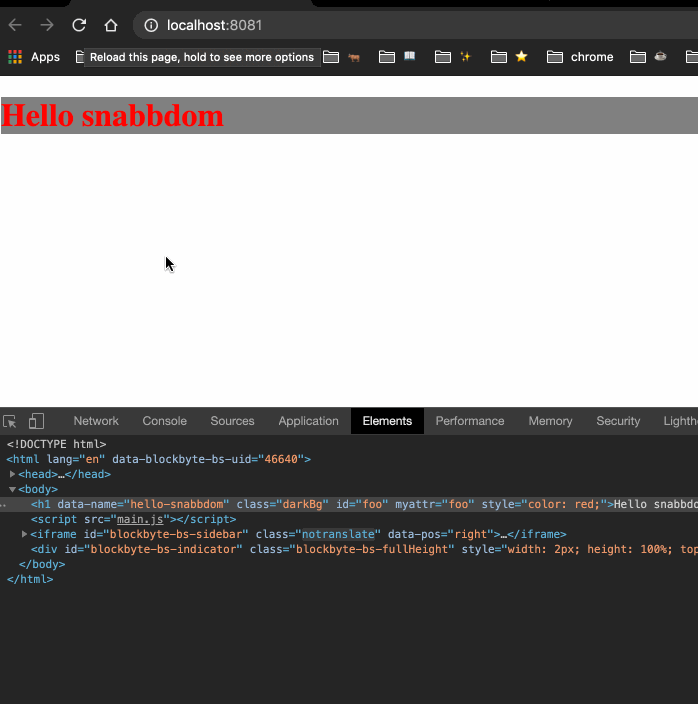 localhost:8081
Apps Reload this page, hold to see more options chrome
Hello snabbdom
Network Console Sources Application Elements Performance Memory Security Lighth
<!DOCTYPE html>
<html lang="en" data-blockbyte-bs-uid="46640">
<head>…</head>
<body>
<h1 data-name="hello-snabbdom" class="darkBg" id="foo" myattr="foo" style="color: red;">Hello snabbdo
<script src="main.js"></script>
<iframe id="blockbyte-bs-sidebar" class="notranslate" data-pos="right">…</iframe>
<div id="blockbyte-bs-indicator" class="blockbyte-bs-fullHeight" style="width: 2px; height: 100%; top
</body>
</html>